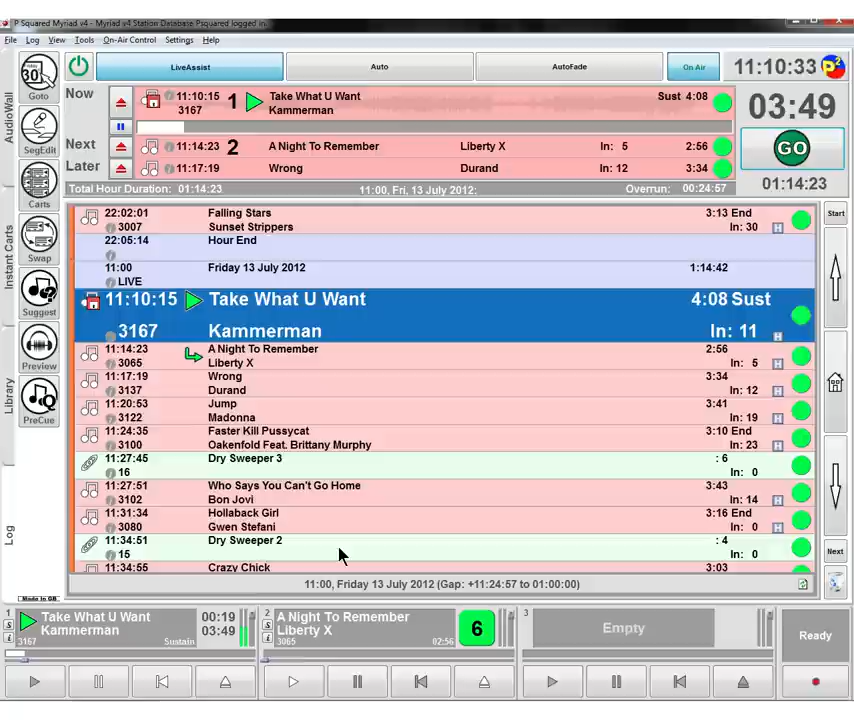 P Squared Myriad v4 - Myriad v4 Station Database Psquared logged in.
File Log View Tools On-Air Control Settings Help
AudioWall
Instant Carts
Library
Log
30
Goto
SegEdit
Carts
Swap
Suggest
Preview
PreCue
Made In GB
LiveAssist Auto AutoFade On Air 11:10:33 P2
Now 11:10:15 1 Take What U Want Sust 4:08
3167 Kammerman
03:49
Next 11:14:23 2 A Night To Remember Liberty X In: 5 2:56
Later 11:17:19 Wrong Durand In: 12 3:34
GO
Total Hour Duration: 01:14:23 11:00, Fri, 13 July 2012: Overrun: 00:24:57
01:14:23
22:02:01 Falling Stars 3:13 End
3007 Sunset Strippers In: 30 H
22:05:14 Hour End
11:00 Friday 13 July 2012 1:14:42
LIVE
11:10:15 Take What U Want 4:08 Sust
3167 Kammerman In: 11 H
11:14:23 A Night To Remember 2:56
3065 Liberty X In: 5 H
11:17:19 Wrong 3:34
3137 Durand In: 12 H
11:20:53 Jump 3:41
3122 Madonna In: 19 H
11:24:35 Faster Kill Pussycat 3:10 End
3100 Oakenfold Feat. Brittany Murphy In: 23 H
11:27:45 Dry Sweeper 3 : 6
16 In: 0
11:27:51 Who Says You Can't Go Home 3:43
3102 Bon Jovi In: 14 H
11:31:34 Hollaback Girl 3:16 End
3080 Gwen Stefani In: 0 H
11:34:51 Dry Sweeper 2 : 4
15 In: 0
11:34:55 Crazy Chick 3:03
11:00, Friday 13 July 2012 (Gap: +11:24:57 to 01:00:00)
Start
Next
1 Take What U Want 00:19
S Kammerman 03:49
i 3167 Sustain
2 A Night To Remember
S Liberty X 6
i 3065 02:56
3 Empty
Ready